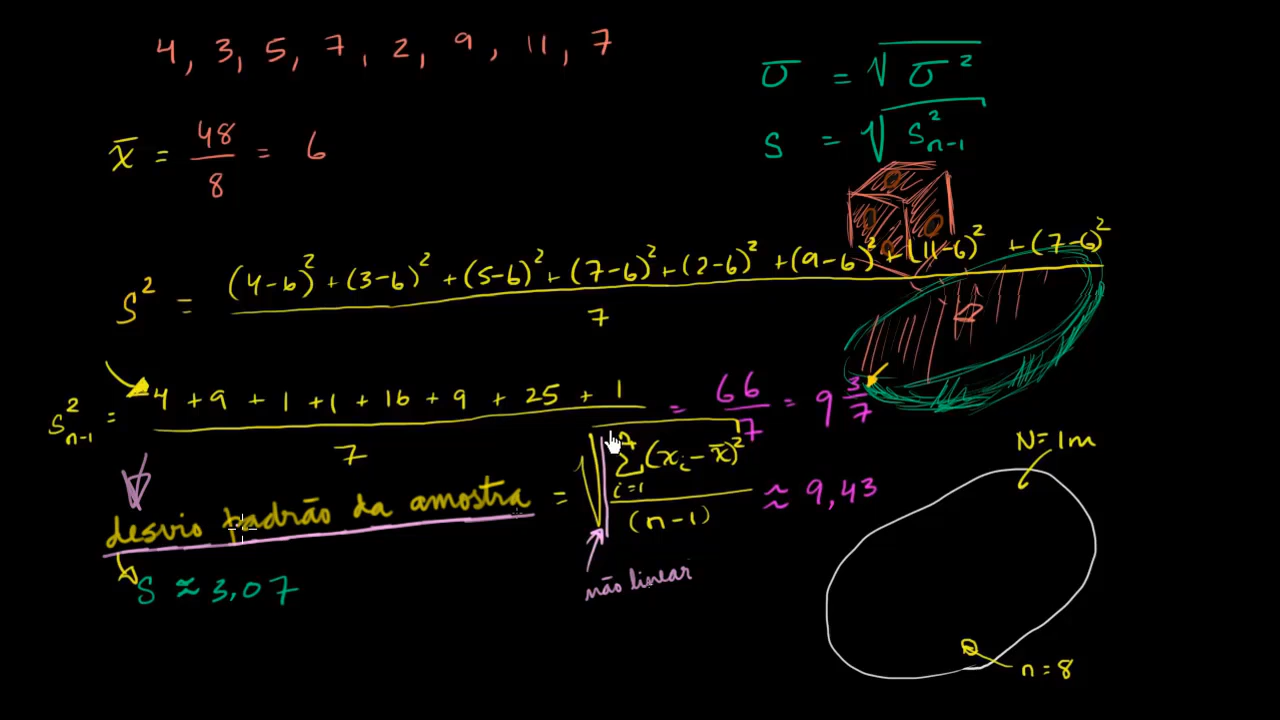 4, 3, 5, 7, 2, 9, 11, 7
σ = √σ²
x̄ = 48/8 = 6
s = √s²ₙ₋₁
s² = ((4-6)² + (3-6)² + (5-6)² + (7-6)² + (2-6)² + (9-6)² + (11-6)² + (7-6)²)/7
s²ₙ₋₁ = (4 + 9 + 1 + 1 + 16 + 9 + 25 + 1)/7 = 66/7 = 9 3/7
desvio padrão da amostra = √(∑ᵢ₌₁⁷ (xᵢ - x̄)²/(n-1)) ≈ 9,43
N=1m
s ≈ 3,07
não linear
n=8